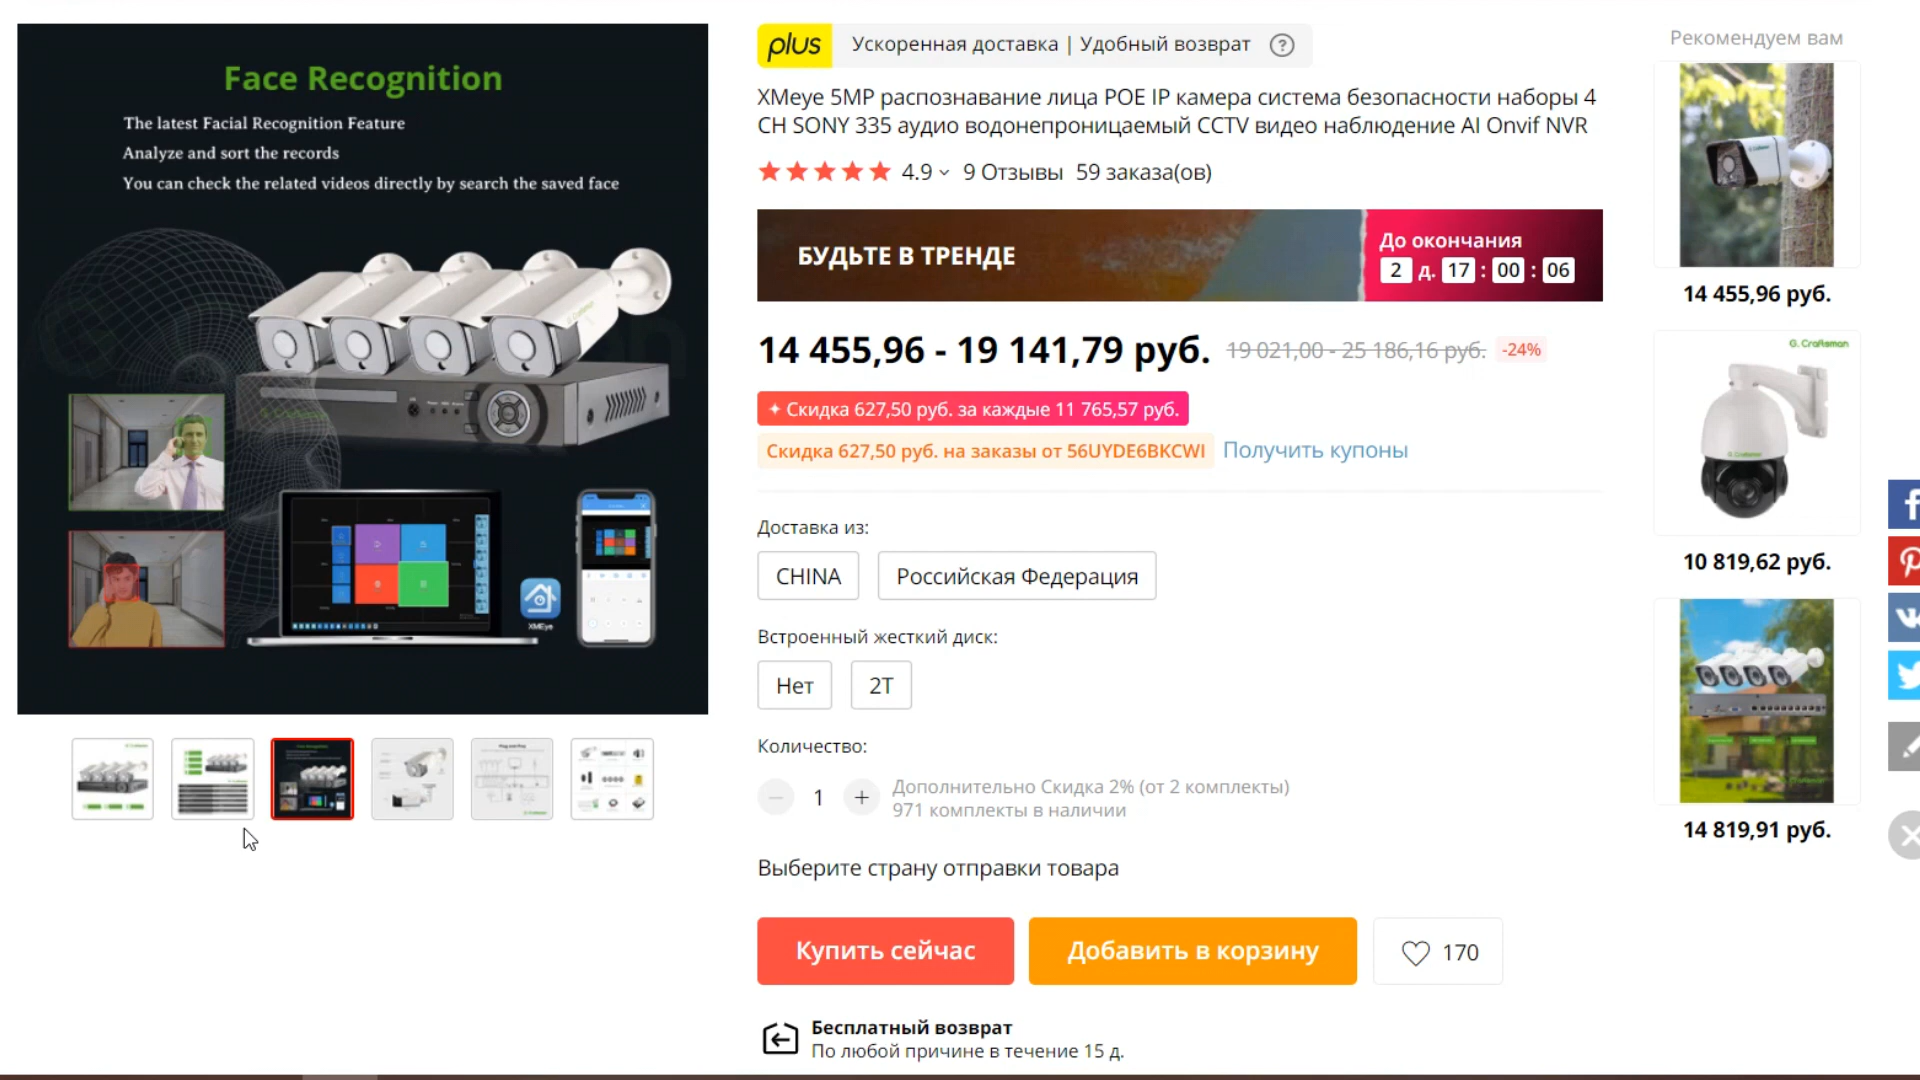 Face Recognition
The latest Facial Recognition Feature
Analyze and sort the records
You can check the related videos directly by search the saved face
XMEye
plus
Ускоренная доставка | Удобный возврат ?
XMeye 5MP распознавание лица POE IP камера система безопасности наборы 4
CH SONY 335 аудио водонепроницаемый CCTV видео наблюдение AI Onvif NVR
4.9 9 Отзывы 59 заказа(ов)
БУДЬТЕ В ТРЕНДЕ
До окончания
2 д. 17 : 00 : 06
14 455,96 - 19 141,79 руб. 19 021,00 - 25 186,16 руб. -24%
Скидка 627,50 руб. за каждые 11 765,57 руб.
Скидка 627,50 руб. на заказы от 56UYDE6BKCWI Получить купоны
Доставка из:
CHINA Российская Федерация
Встроенный жесткий диск:
Нет 2T
Количество:
− 1 + Дополнительно Скидка 2% (от 2 комплекты)
971 комплекты в наличии
Выберите страну отправки товара
Купить сейчас Добавить в корзину 170
Бесплатный возврат
По любой причине в течение 15 д.
Рекомендуем вам
14 455,96 руб.
G. Craftsman
10 819,62 руб.
14 819,91 руб.